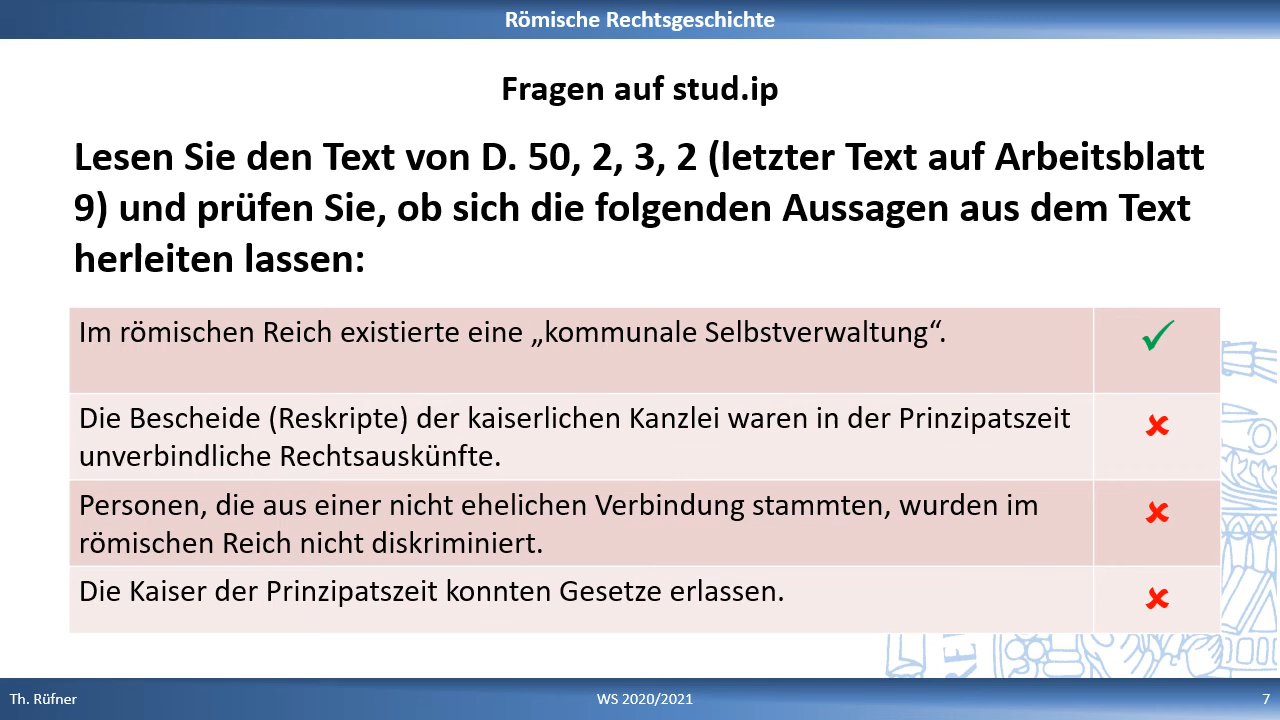 Römische Rechtsgeschichte
Fragen auf stud.ip
Lesen Sie den Text von D. 50, 2, 3, 2 (letzter Text auf Arbeitsblatt
9) und prüfen Sie, ob sich die folgenden Aussagen aus dem Text
herleiten lassen:
Im römischen Reich existierte eine „kommunale Selbstverwaltung“.
✓
Die Bescheide (Reskripte) der kaiserlichen Kanzlei waren in der Prinzipatszeit
unverbindliche Rechtsauskünfte.
✘
Personen, die aus einer nicht ehelichen Verbindung stammten, wurden im
römischen Reich nicht diskriminiert.
✘
Die Kaiser der Prinzipatszeit konnten Gesetze erlassen.
✘
Th. Rüfner
WS 2020/2021
7